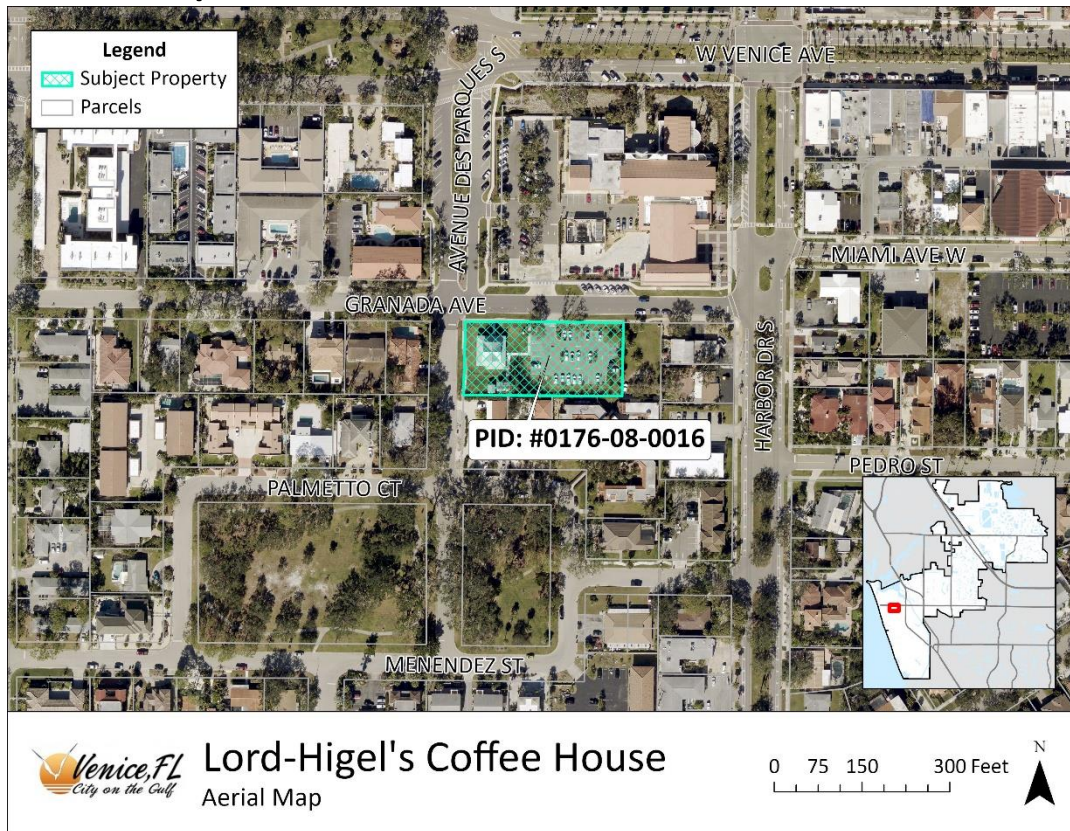 Legend
Subject Property
Parcels
W VENICE AVE
AVENUE DES PARQUES S
MIAMI AVE W
GRANADA AVE
HARBOR DR S
PID: #0176-08-0016
PEDRO ST
PALMETTO CT
MENENDEZ ST
Venice, FL
City on the Gulf
Lord-Higel's Coffee House
Aerial Map
0 75 150 300 Feet
N